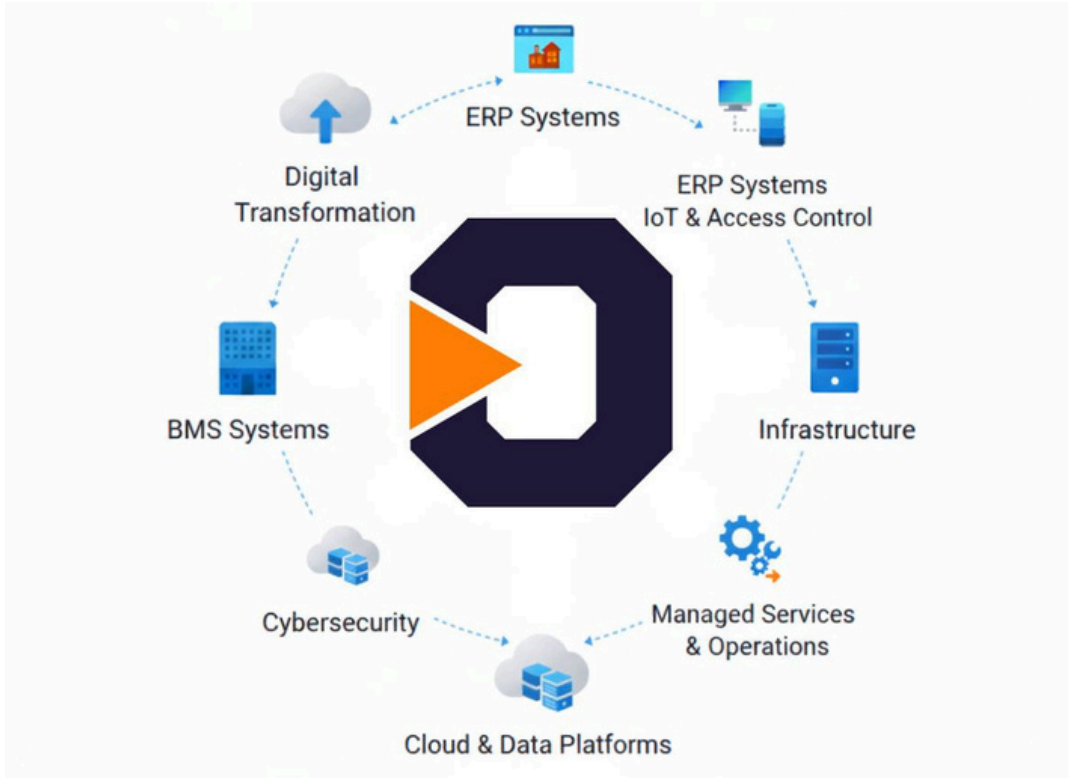 ERP Systems
Digital
Transformation
ERP Systems
IoT & Access Control
BMS Systems
Infrastructure
Cybersecurity
Managed Services
& Operations
Cloud & Data Platforms